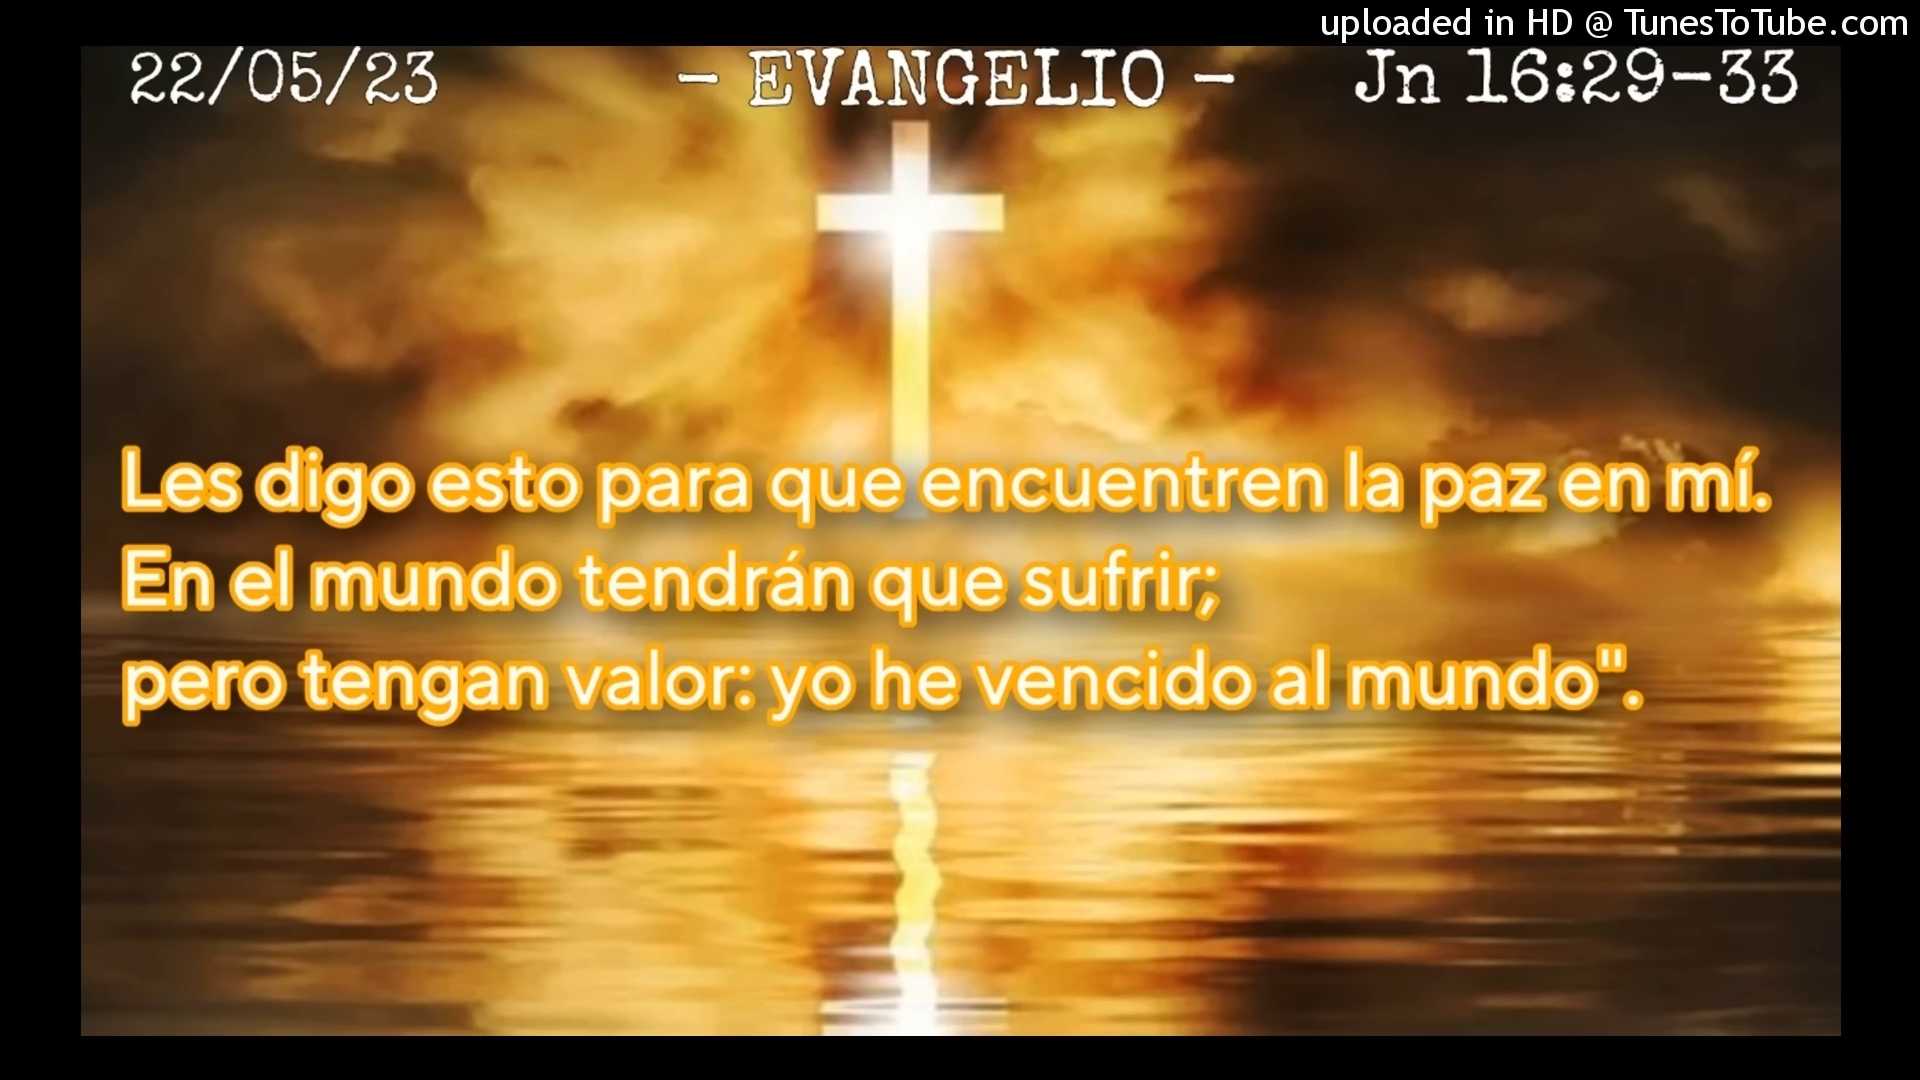 uploaded in HD @ TunesToTube.com
22/05/23 - EVANGELIO - Jn 16:29-33
Les digo esto para que encuentren la paz en mí.
En el mundo tendrán que sufrir;
pero tengan valor: yo he vencido al mundo".